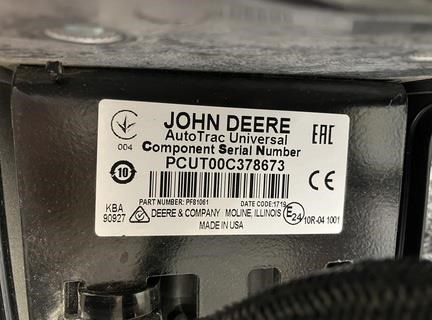 JOHN DEERE
AutoTrac Universal
Component Serial Number
PCUT00C378673
004
EAC
10
CE
PART NUMBER: PF81061 DATE CODE:1719
KBA
90927
DEERE & COMPANY MOLINE, ILLINOIS
MADE IN USA
E24
10R-04 1001